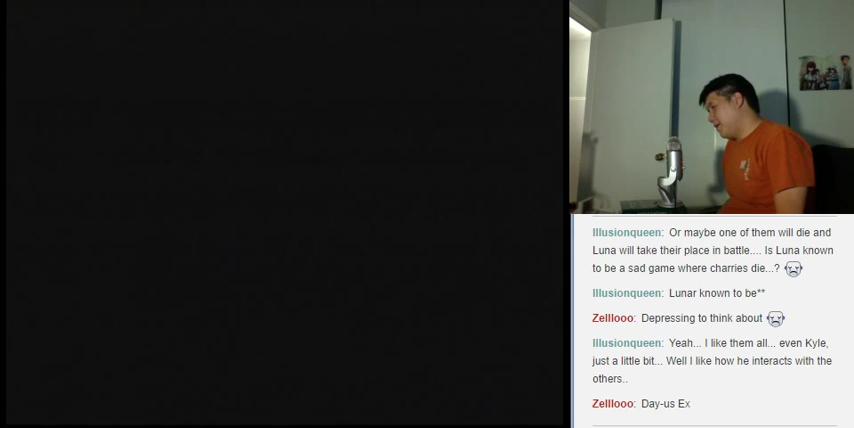 Illusionqueen: Or maybe one of them will die and
Luna will take their place in battle.... Is Luna known
to be a sad game where charries die...?
Illusionqueen: Lunar known to be**
Zelllooo: Depressing to think about
Illusionqueen: Yeah... I like them all... even Kyle,
just a little bit... Well I like how he interacts with the
others..
Zelllooo: Day-us Ex